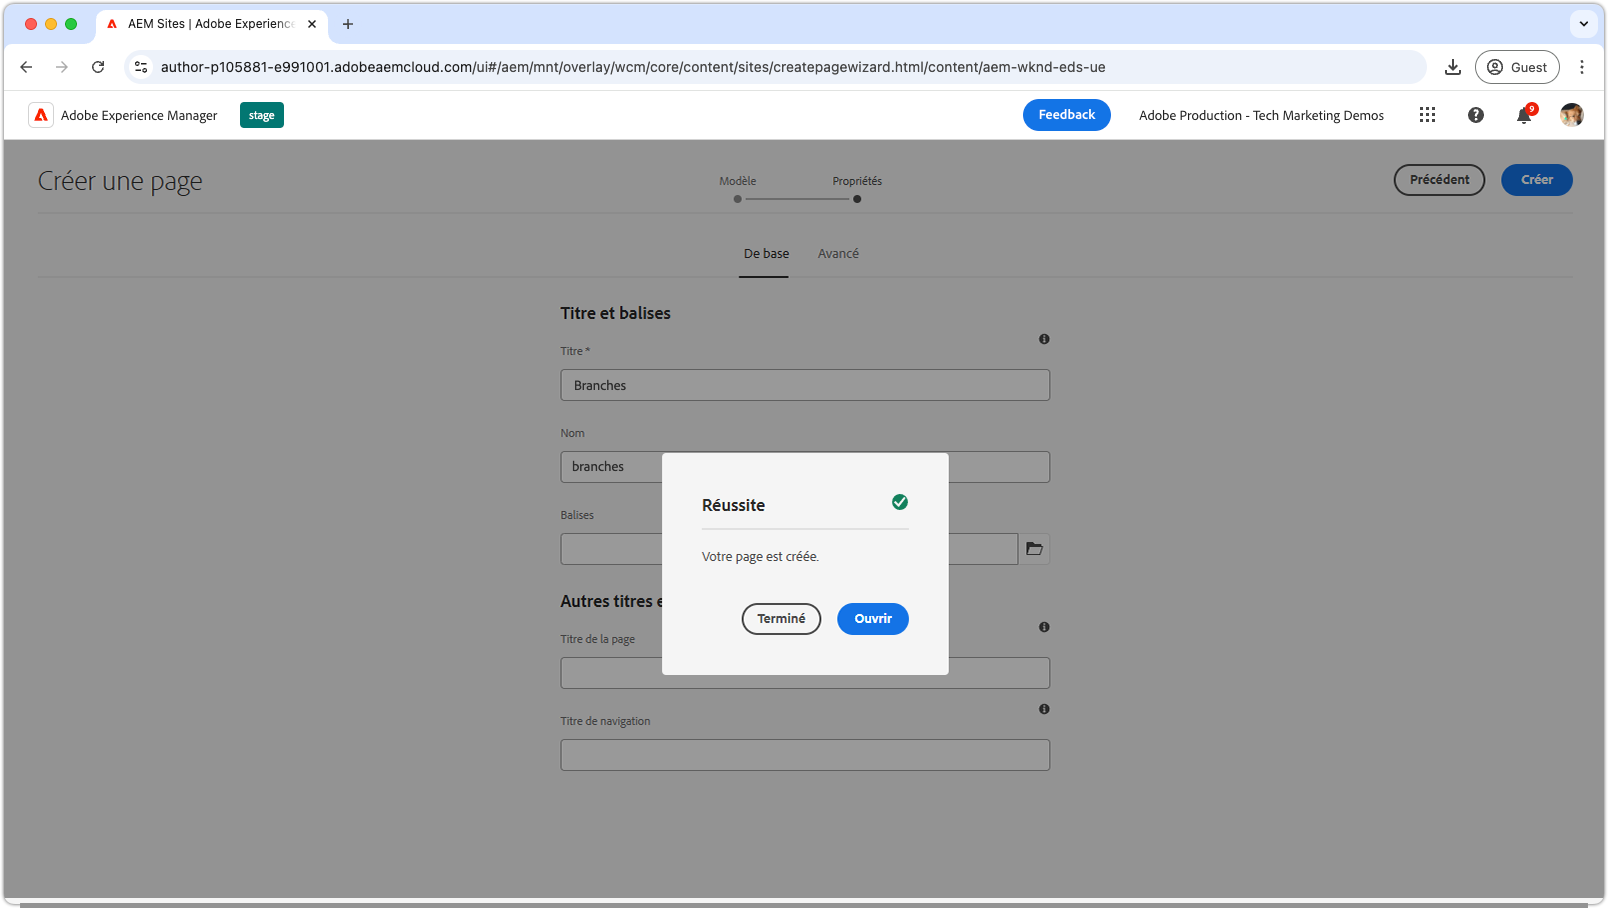 AEM Sites | Adobe Experience
author-p105881-e991001.adobeaemcloud.com/ui#/aem/mnt/overlay/wcm/core/content/sites/createpagewizard.html/content/aem-wknd-eds-ue
Guest
Adobe Experience Manager
stage
Feedback
Adobe Production - Tech Marketing Demos
9
Créer une page
Modèle
Propriétés
Précédent
Créer
De base
Avancé
Titre et balises
Titre *
Branches
Nom
branches
Réussite
Balises
Votre page est créée.
Autres titres e
Terminé
Ouvrir
Titre de la page
Titre de navigation